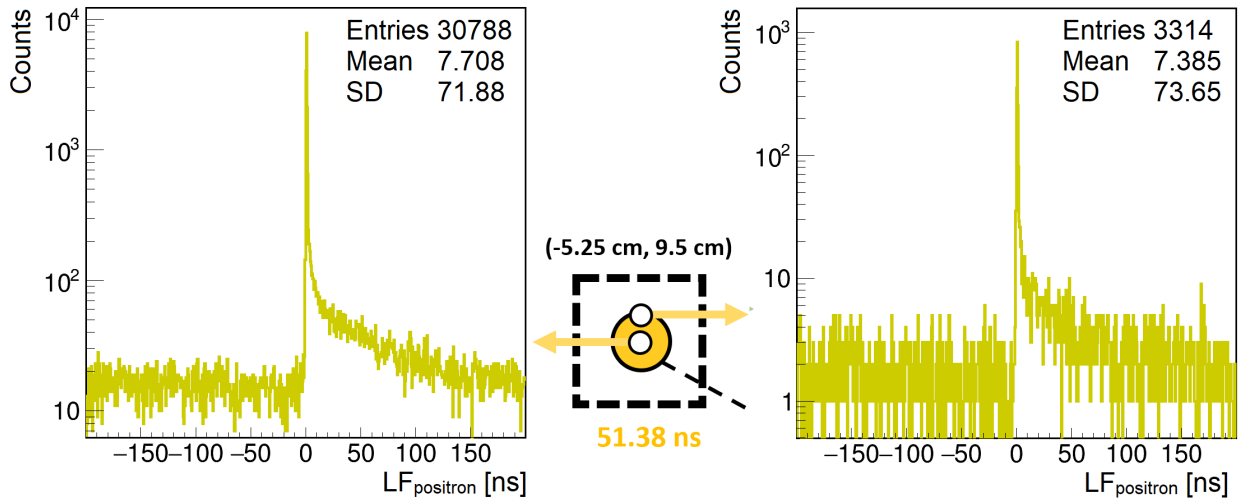 Counts
10⁴
10³
10²
10
Entries 30788
Mean 7.708
SD 71.88
−150 −100 −50 0 50 100 150
LF_positron [ns]
(-5.25 cm, 9.5 cm)
51.38 ns
Counts
10³
10²
10
1
Entries 3314
Mean 7.385
SD 73.65
−150 −100 −50 0 50 100 150
LF_positron [ns]